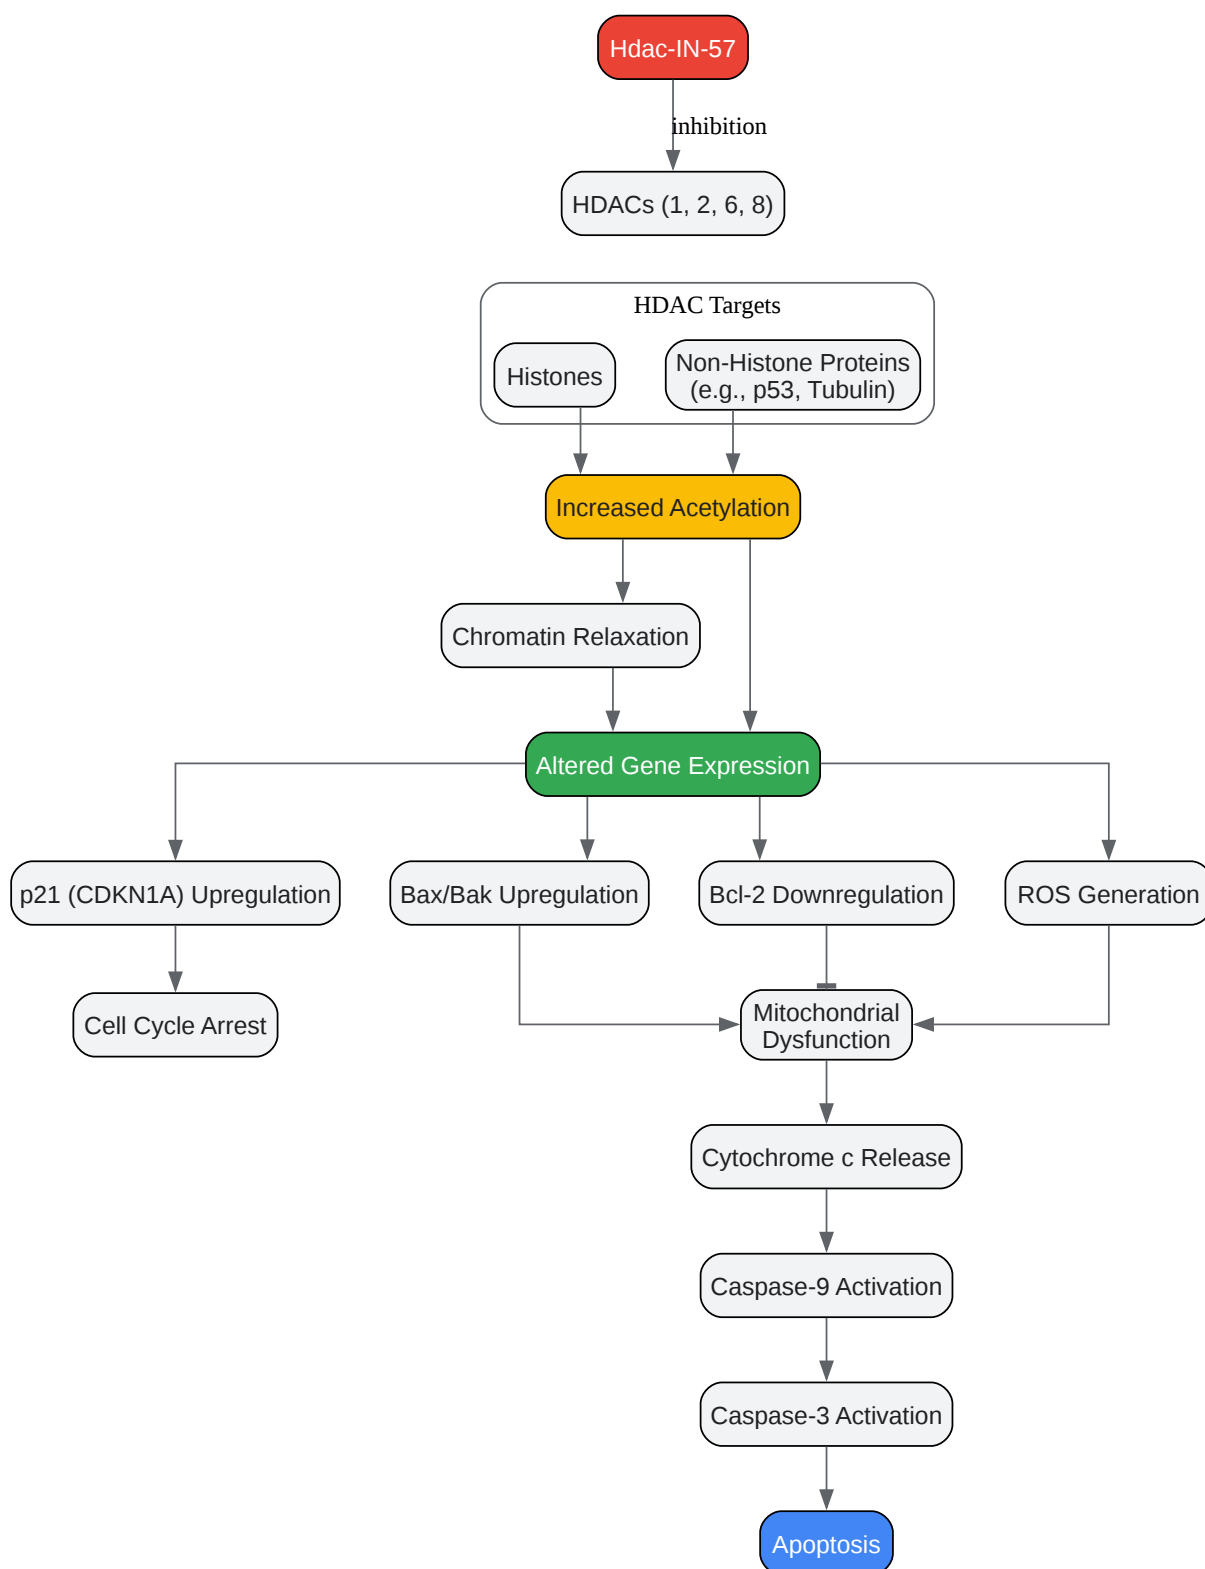 Hdac-IN-57
inhibition
HDACs (1, 2, 6, 8)
HDAC Targets
Histones
Non-Histone Proteins
(e.g., p53, Tubulin)
Increased Acetylation
Chromatin Relaxation
Altered Gene Expression
p21 (CDKN1A) Upregulation
Bax/Bak Upregulation
Bcl-2 Downregulation
ROS Generation
Cell Cycle Arrest
Mitochondrial
Dysfunction
Cytochrome c Release
Caspase-9 Activation
Caspase-3 Activation
Apoptosis